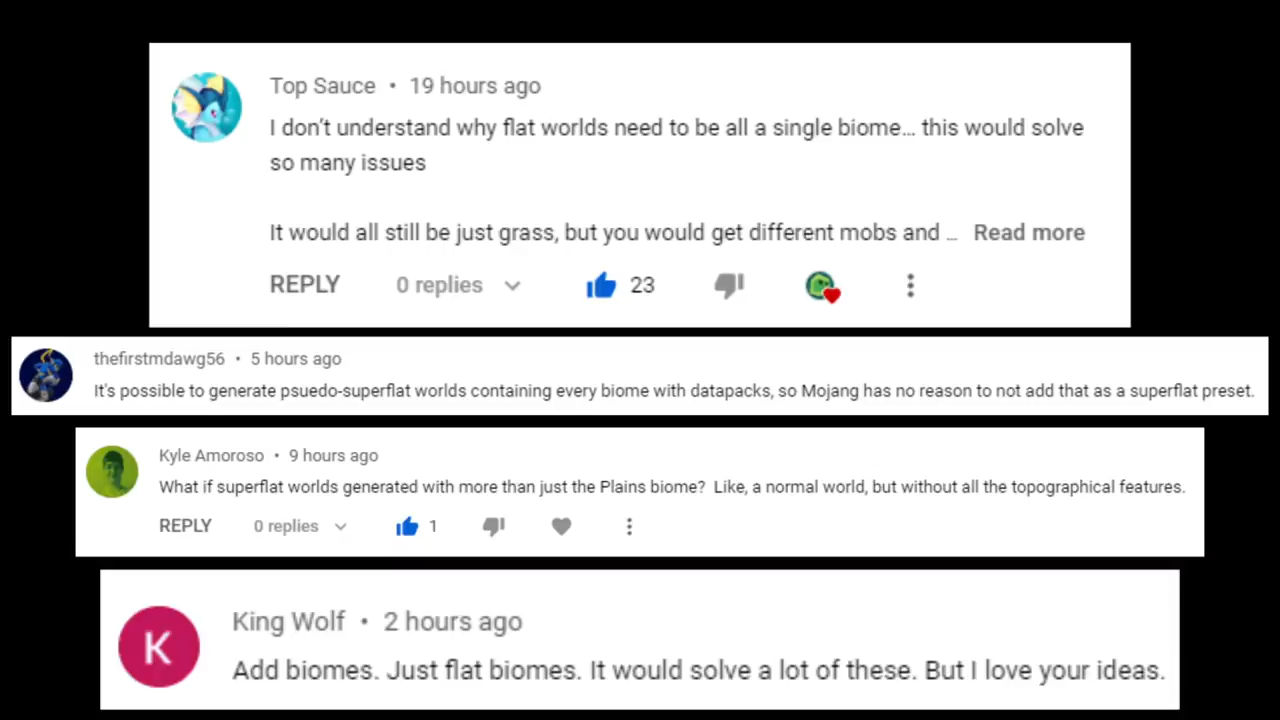 Top Sauce • 19 hours ago
I don't understand why flat worlds need to be all a single biome... this would solve
so many issues
It would all still be just grass, but you would get different mobs and ... Read more
REPLY 0 replies 23
thefirstmdawg56 • 5 hours ago
It's possible to generate psuedo-superflat worlds containing every biome with datapacks, so Mojang has no reason to not add that as a superflat preset.
Kyle Amoroso • 9 hours ago
What if superflat worlds generated with more than just the Plains biome? Like, a normal world, but without all the topographical features.
REPLY 0 replies 1
K
King Wolf • 2 hours ago
Add biomes. Just flat biomes. It would solve a lot of these. But I love your ideas.